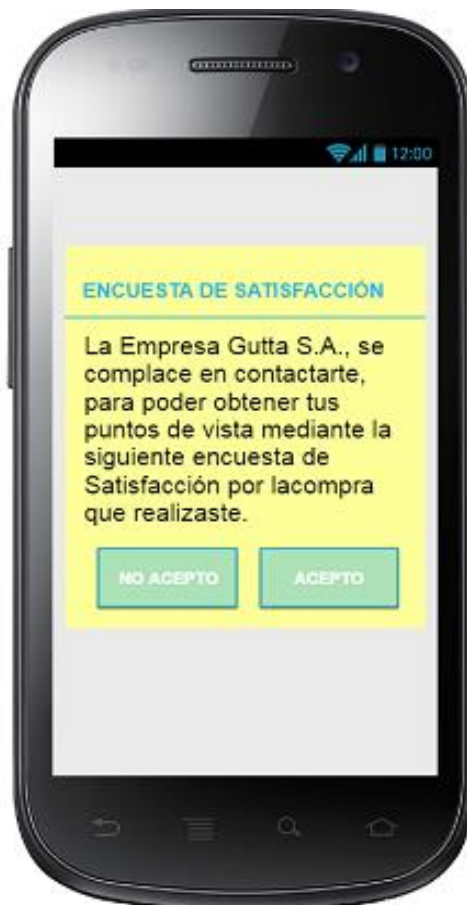 12:00
ENCUESTA DE SATISFACCIÓN
La Empresa Gutta S.A., se
complace en contactarte,
para poder obtener tus
puntos de vista mediante la
siguiente encuesta de
Satisfacción por lacompra
que realizaste.
NO ACEPTO
ACEPTO